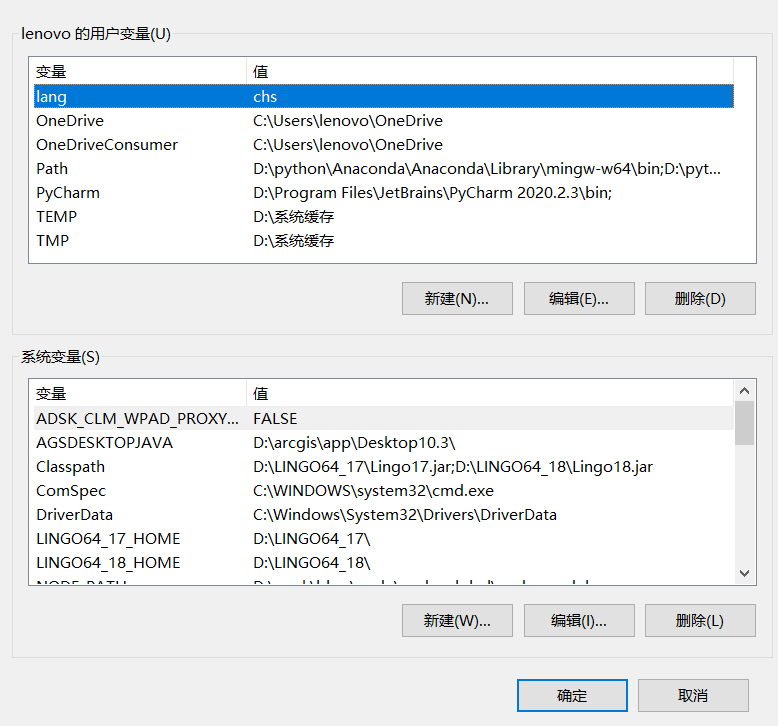 lenovo 的用户变量(U)
变量 值
lang chs
OneDrive C:\Users\lenovo\OneDrive
OneDriveConsumer C:\Users\lenovo\OneDrive
Path D:\python\Anaconda\Anaconda\Library\mingw-w64\bin;D:\pyt...
PyCharm D:\Program Files\JetBrains\PyCharm 2020.2.3\bin;
TEMP D:\系统缓存
TMP D:\系统缓存
新建(N)... 编辑(E)... 删除(D)
系统变量(S)
变量 值
ADSK_CLM_WPAD_PROXY... FALSE
AGSDESKTOPJAVA D:\arcgis\app\Desktop10.3\
Classpath D:\LINGO64_17\Lingo17.jar;D:\LINGO64_18\Lingo18.jar
ComSpec C:\WINDOWS\system32\cmd.exe
DriverData C:\Windows\System32\Drivers\DriverData
LINGO64_17_HOME D:\LINGO64_17\
LINGO64_18_HOME D:\LINGO64_18\
NODE_PATH
新建(W)... 编辑(I)... 删除(L)
确定 取消